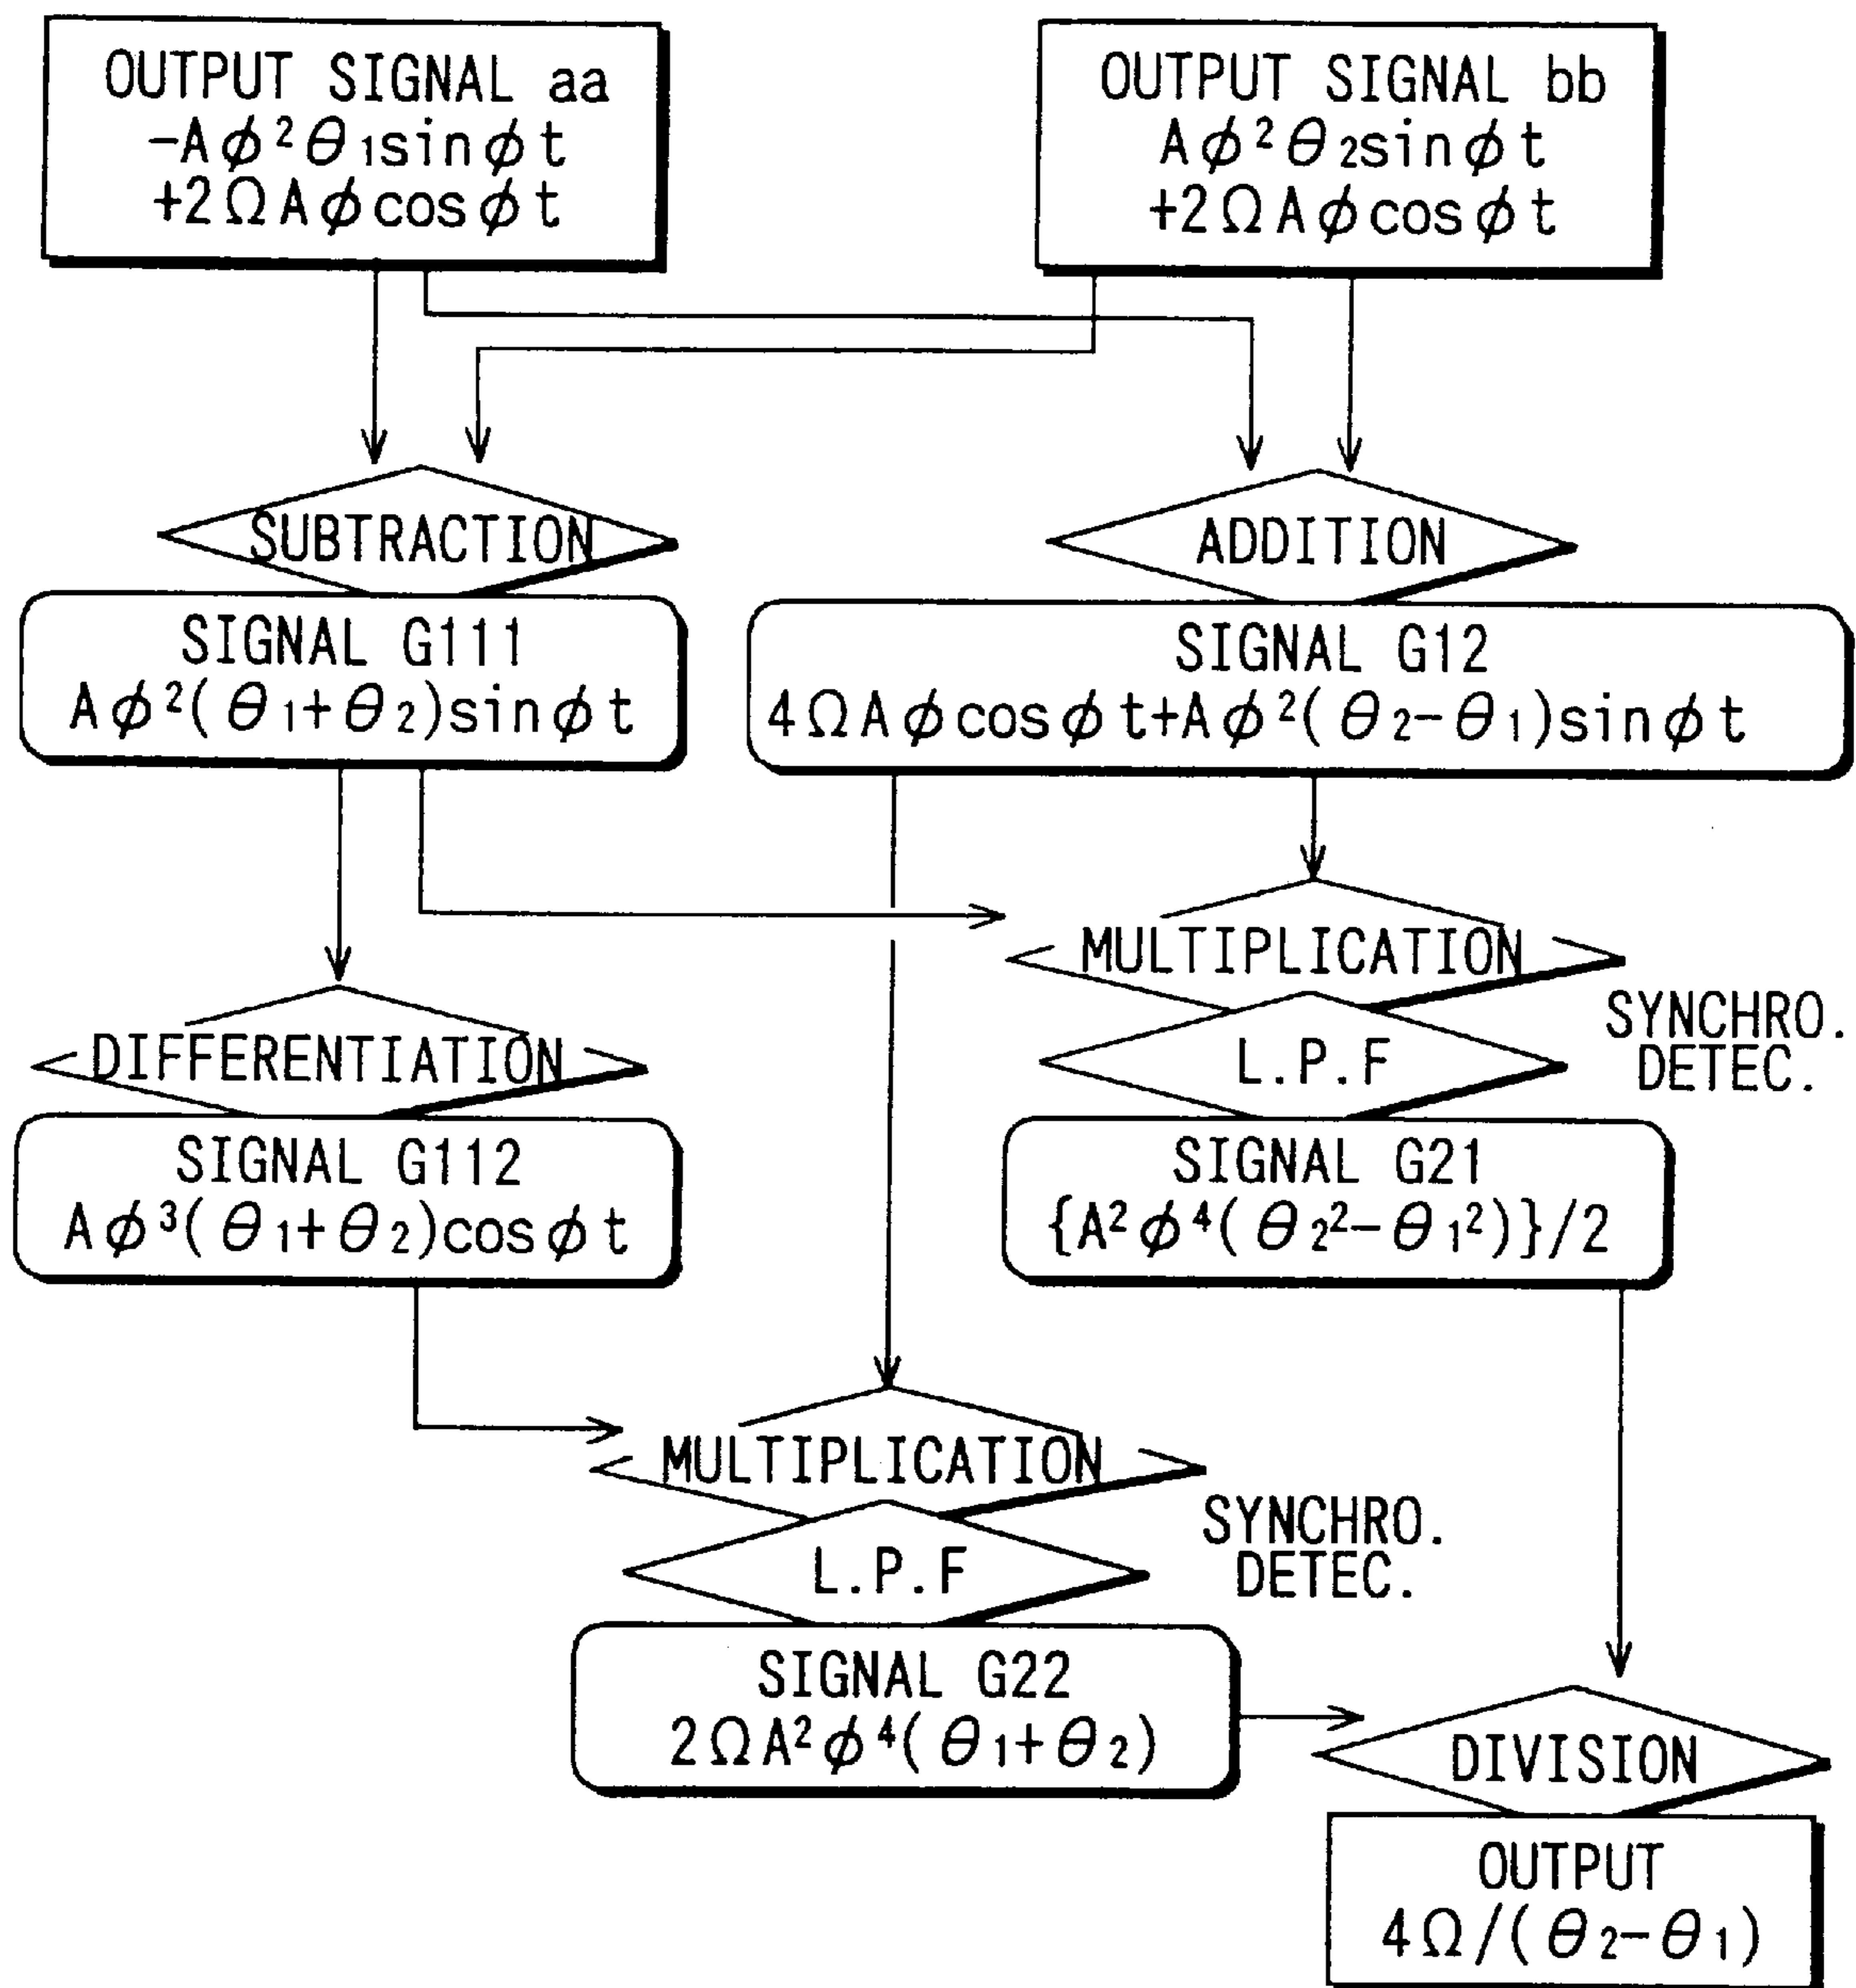 OUTPUT SIGNAL aa
-Aϕ²θ₁sinϕt
+2ΩAϕcosϕt
OUTPUT SIGNAL bb
Aϕ²θ₂sinϕt
+2ΩAϕcosϕt
SUBTRACTION
ADDITION
SIGNAL G111
Aϕ²(θ₁+θ₂)sinϕt
SIGNAL G12
4ΩAϕcosϕt+Aϕ²(θ₂-θ₁)sinϕt
MULTIPLICATION
L.P.F
SYNCHRO.
DETEC.
DIFFERENTIATION
SIGNAL G112
Aϕ³(θ₁+θ₂)cosϕt
SIGNAL G21
{A²ϕ⁴(θ₂²-θ₁²)}/2
MULTIPLICATION
L.P.F
SYNCHRO.
DETEC.
SIGNAL G22
2ΩA²ϕ⁴(θ₁+θ₂)
DIVISION
OUTPUT
4Ω/(θ₂-θ₁)